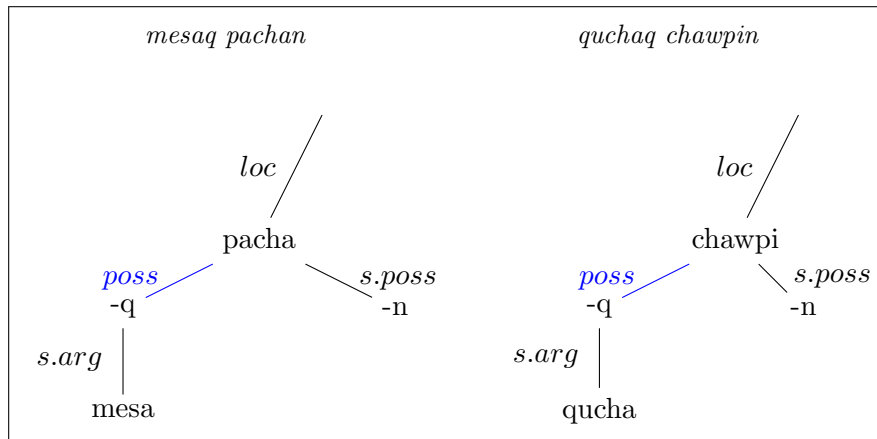 mesaq pachan quchaq chawpin
loc loc
pacha chawpi
poss s.poss poss s.poss
-q -n -q -n
s.arg s.arg
mesa qucha